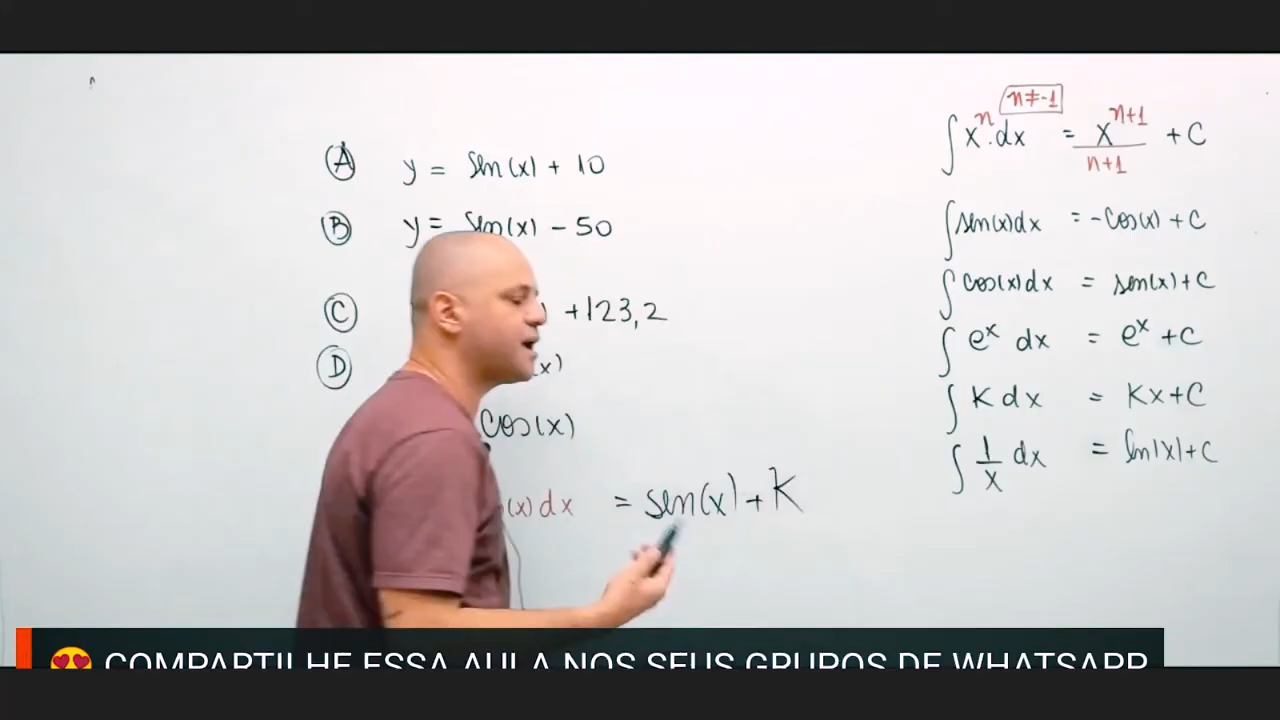 Ⓐ y = sen(x) + 10
Ⓑ y = sen(x) - 50
Ⓒ ) +123,2
Ⓓ (x)
cos(x)
(x)dx = sen(x) + K
n≠-1
∫x^n.dx = x^(n+1)/(n+1) + C
∫sen(x)dx = -cos(x) + C
∫cos(x)dx = sen(x)+C
∫e^x dx = e^x + C
∫K dx = Kx+C
∫1/x dx = ln|x|+C
😍 COMPARTILHE ESSA AULA NOS SEUS GRUPOS DE WHATSAPP